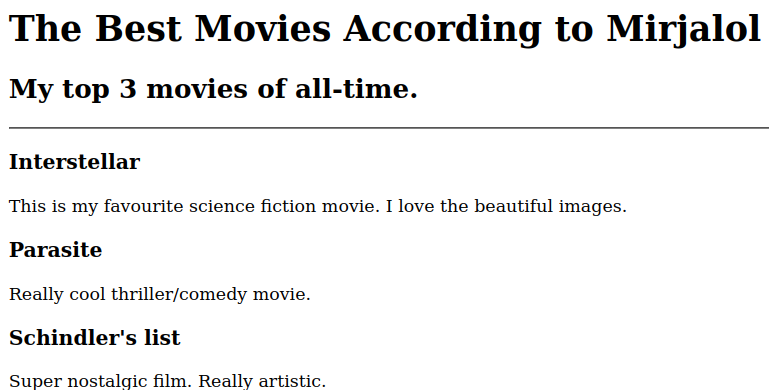 The Best Movies According to Mirjalol
My top 3 movies of all-time.
Interstellar
This is my favourite science fiction movie. I love the beautiful images.
Parasite
Really cool thriller/comedy movie.
Schindler's list
Super nostalgic film. Really artistic.